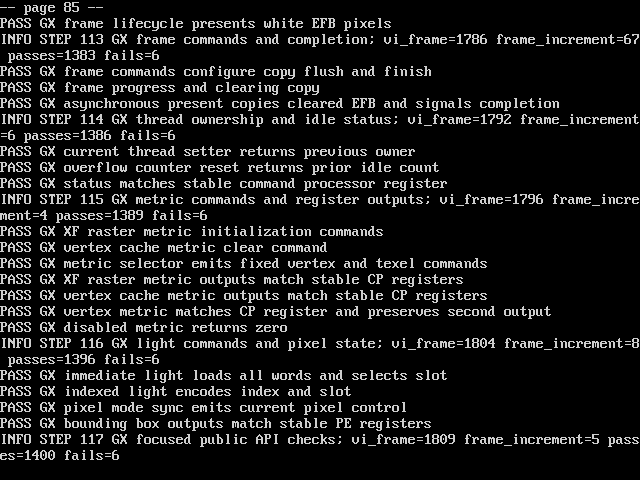 -- page 85 --
PASS GX frame lifecycle presents white EFB pixels
INFO STEP 113 GX frame commands and completion; vi_frame=1786 frame_increment=67
 passes=1383 fails=6
PASS GX frame commands configure copy flush and finish
PASS GX frame progress and clearing copy
PASS GX asynchronous present copies cleared EFB and signals completion
INFO STEP 114 GX thread ownership and idle status; vi_frame=1792 frame_increment
=6 passes=1386 fails=6
PASS GX current thread setter returns previous owner
PASS GX overflow counter reset returns prior idle count
PASS GX status matches stable command processor register
INFO STEP 115 GX metric commands and register outputs; vi_frame=1796 frame_incre
ment=4 passes=1389 fails=6
PASS GX XF raster metric initialization commands
PASS GX vertex cache metric clear command
PASS GX metric selector emits fixed vertex and texel commands
PASS GX XF raster metric outputs match stable CP registers
PASS GX vertex cache metric outputs match stable CP registers
PASS GX vertex metric matches CP register and preserves second output
PASS GX disabled metric returns zero
INFO STEP 116 GX light commands and pixel state; vi_frame=1804 frame_increment=8
 passes=1396 fails=6
PASS GX immediate light loads all words and selects slot
PASS GX indexed light encodes index and slot
PASS GX pixel mode sync emits current pixel control
PASS GX bounding box outputs match stable PE registers
INFO STEP 117 GX focused public API checks; vi_frame=1809 frame_increment=5 pass
es=1400 fails=6